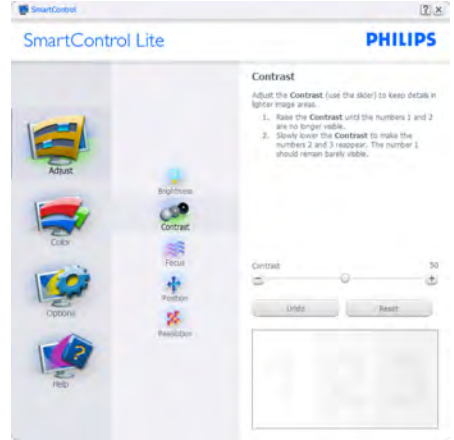 SmartControl
SmartControl Lite
PHILIPS
Contrast
Adjust the Contrast (use the slider) to keep details in
lighter image areas.
1. Raise the Contrast until the numbers 1 and 2
are no longer visible.
2. Slowly lower the Contrast to make the
numbers 2 and 3 reappear. The number 1
should remain barely visible.
Adjust
Color
Options
Help
Brightness
Contrast
Focus
Position
Resolution
Contrast 50
Undo Reset
1 2 3